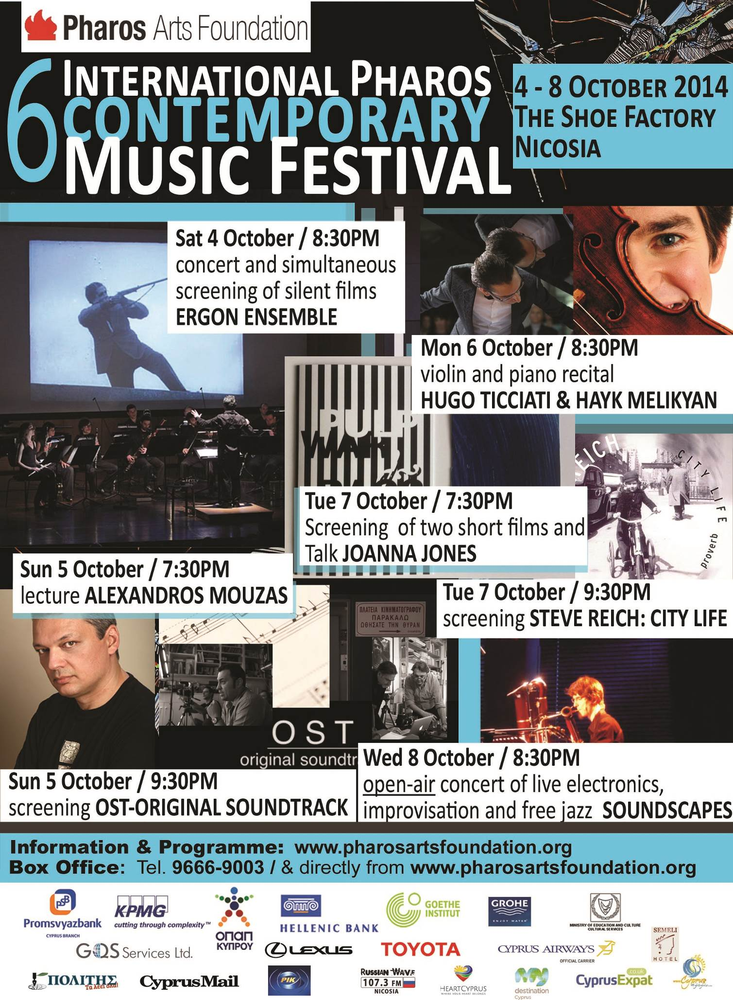 Pharos Arts Foundation
6
INTERNATIONAL PHAROS
CONTEMPORARY
MUSIC FESTIVAL
4 - 8 OCTOBER 2014
THE SHOE FACTORY
NICOSIA
Sat 4 October / 8:30PM
concert and simultaneous
screening of silent films
ERGON ENSEMBLE
Mon 6 October / 8:30PM
violin and piano recital
HUGO TICCIATI & HAYK MELIKYAN
PULP
REICH
CITY LIFE
proverb
Tue 7 October / 7:30PM
Screening of two short films and
Talk JOANNA JONES
Sun 5 October / 7:30PM
lecture ALEXANDROS MOUZAS
Tue 7 October / 9:30PM
screening STEVE REICH: CITY LIFE
ΠΛΑΤΕΙΑ ΚΙΝΗΜΑΤΟΓΡΑΦΟΥ
ΠΑΡΑΚΑΛΩ
ΩΘΗΣΑΤΕ ΤΗΝ ΘΥΡΑΝ
OST
original soundtr
Sun 5 October / 9:30PM
screening OST-ORIGINAL SOUNDTRACK
Wed 8 October / 8:30PM
open-air concert of live electronics,
improvisation and free jazz SOUNDSCAPES
Information & Programme: www.pharosartsfoundation.org
Box Office: Tel. 9666-9003 / & directly from www.pharosartsfoundation.org
PSB
Promsvyazbank
CYPRUS BRANCH
KPMG
cutting through complexity™
ΟΠΑΠ
ΚΥΠΡΟΥ
HELLENIC BANK
GOETHE
INSTITUT
GROHE
ENJOY WATER®
MINISTRY OF EDUCATION AND CULTURE
CULTURAL SERVICES
SEMELI
HOTEL
GQS Services Ltd.
LEXUS
TOYOTA
CYPRUS AIRWAYS
OFFICIAL CARRIER
ΠΟΛΙΤΗΣ
Τα λέει όλα!
CyprusMail
ΡΙΚ
RUSSIAN WAVE
107.3 FM
NICOSIA
HEARTCYPRUS
WHERE YOUR HEART BELONGS
my
destination
Cyprus
.co.uk
CyprusExpat